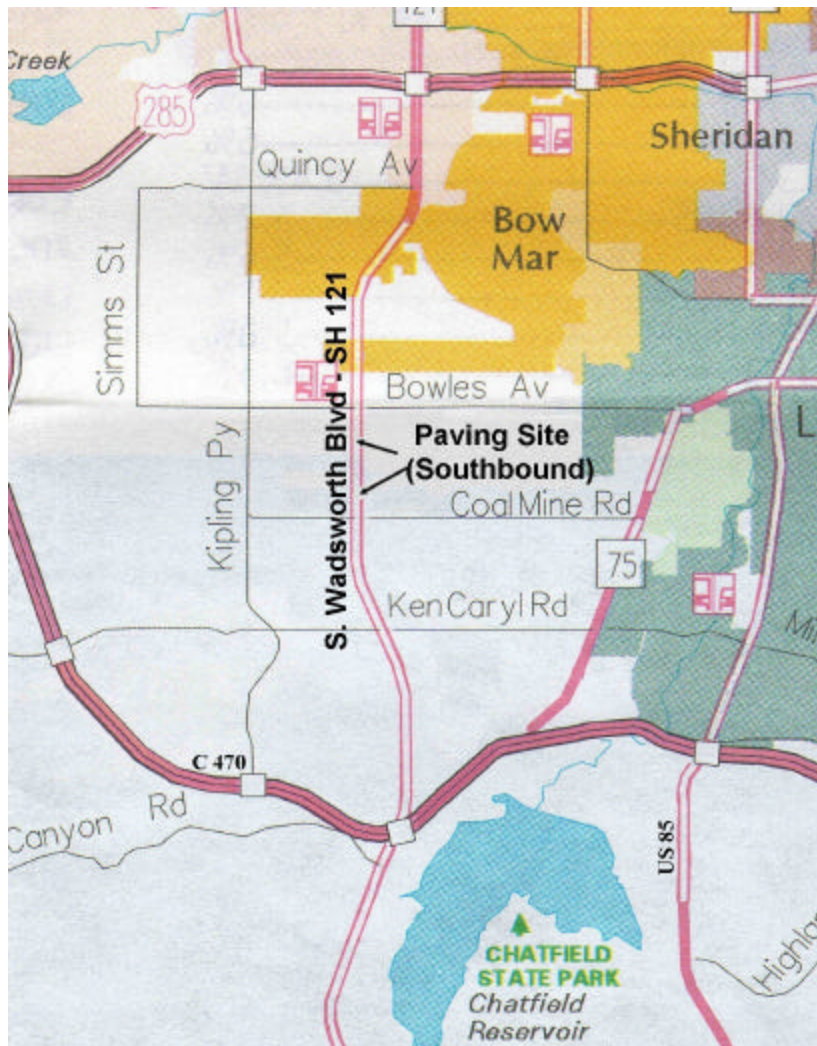 121
Creek
285
Sheridan
Quincy Av
Bow
Mar
Simms St
S. Wadsworth Blvd - SH 121
Bowles Av
Kipling Py
Paving Site
(Southbound)
L
Coal Mine Rd
75
Ken Caryl Rd
C 470
Canyon Rd
US 85
CHATFIELD
STATE PARK
Chatfield
Reservoir